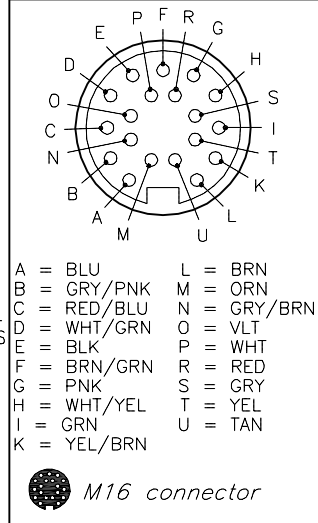 F
P R
E G
D H
O S
C I
N T
B K
A L
M U
A = BLU L = BRN
B = GRY/PNK M = ORN
C = RED/BLU N = GRY/BRN
D = WHT/GRN O = VLT
E = BLK P = WHT
F = BRN/GRN R = RED
G = PNK S = GRY
H = WHT/YEL T = YEL
I = GRN U = TAN
K = YEL/BRN
M16 connector